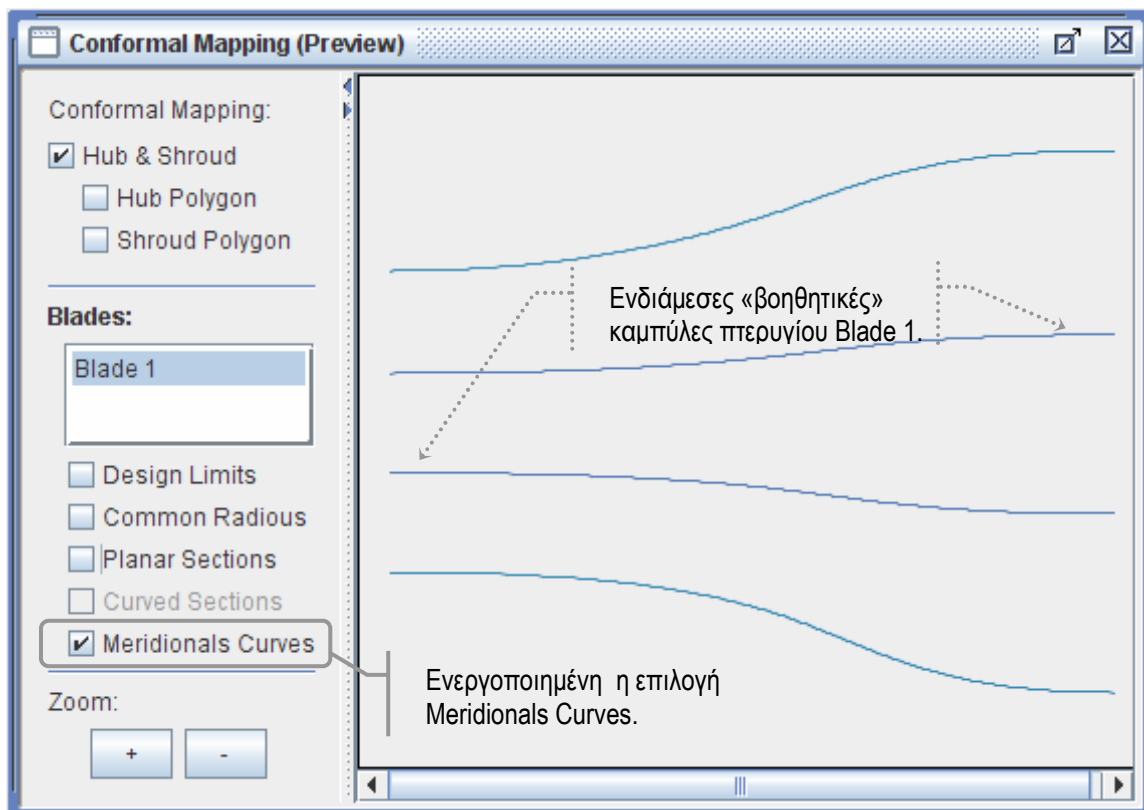 Conformal Mapping (Preview)
Conformal Mapping:
Hub & Shroud
Hub Polygon
Shroud Polygon
Blades:
Blade 1
Design Limits
Common Radious
Planar Sections
Curved Sections
Meridionals Curves
Zoom:
+
-
Ενδιάμεσες «βοηθητικές»
καμπύλες πτερυγίου Blade 1.
Ενεργοποιημένη η επιλογή
Meridionals Curves.